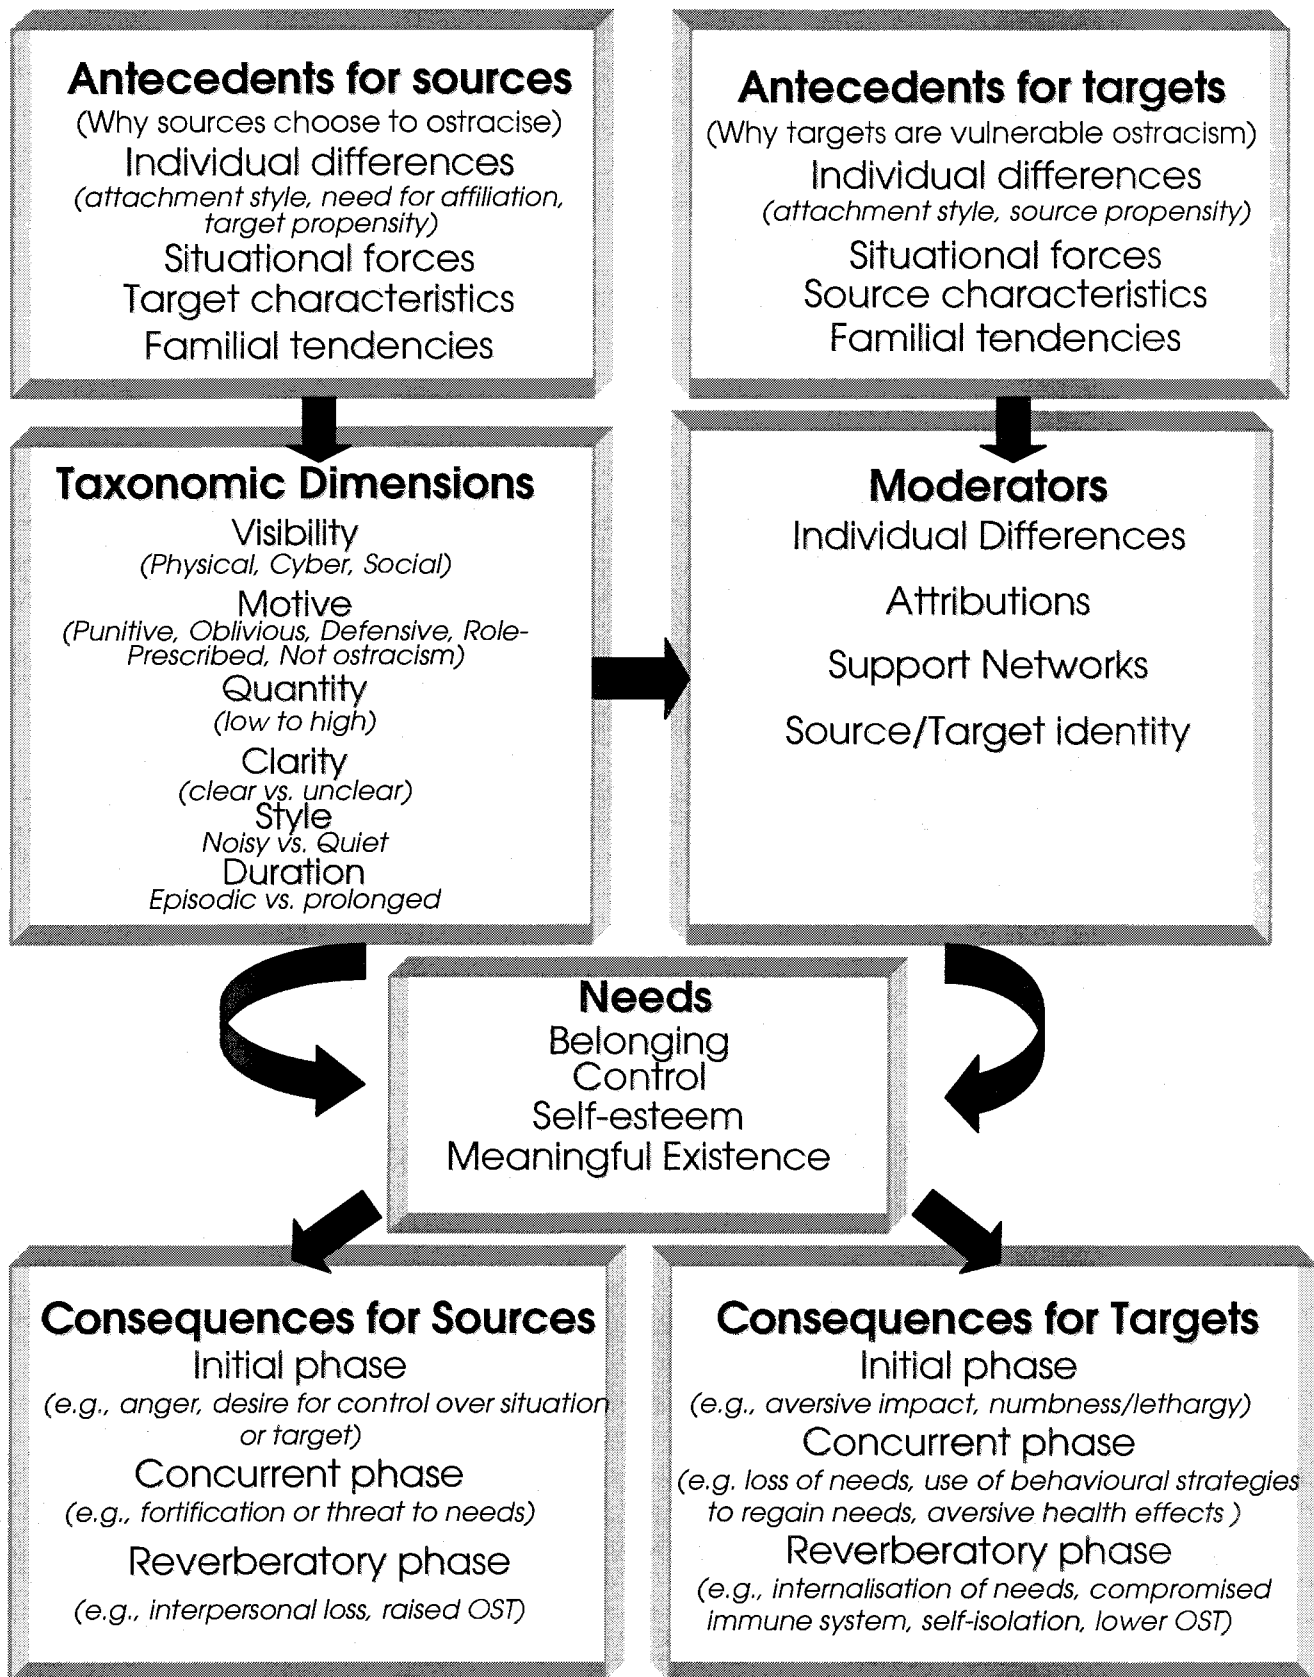 Antecedents for sources
(Why sources choose to ostracise)
Individual differences
(attachment style, need for affiliation,
target propensity)
Situational forces
Target characteristics
Familial tendencies
Antecedents for targets
(Why targets are vulnerable ostracism)
Individual differences
(attachment style, source propensity)
Situational forces
Source characteristics
Familial tendencies
Taxonomic Dimensions
Visibility
(Physical, Cyber, Social)
Motive
(Punitive, Oblivious, Defensive, Role-
Prescribed, Not ostracism)
Quantity
(low to high)
Clarity
(clear vs. unclear)
Style
Noisy vs. Quiet
Duration
Episodic vs. prolonged
Moderators
Individual Differences
Attributions
Support Networks
Source/Target identity
Needs
Belonging
Control
Self-esteem
Meaningful Existence
Consequences for Sources
Initial phase
(e.g., anger, desire for control over situation
or target)
Concurrent phase
(e.g., fortification or threat to needs)
Reverberatory phase
(e.g., interpersonal loss, raised OST)
Consequences for Targets
Initial phase
(e.g., aversive impact, numbness/lethargy)
Concurrent phase
(e.g. loss of needs, use of behavioural strategies
to regain needs, aversive health effects )
Reverberatory phase
(e.g., internalisation of needs, compromised
immune system, self-isolation, lower OST)